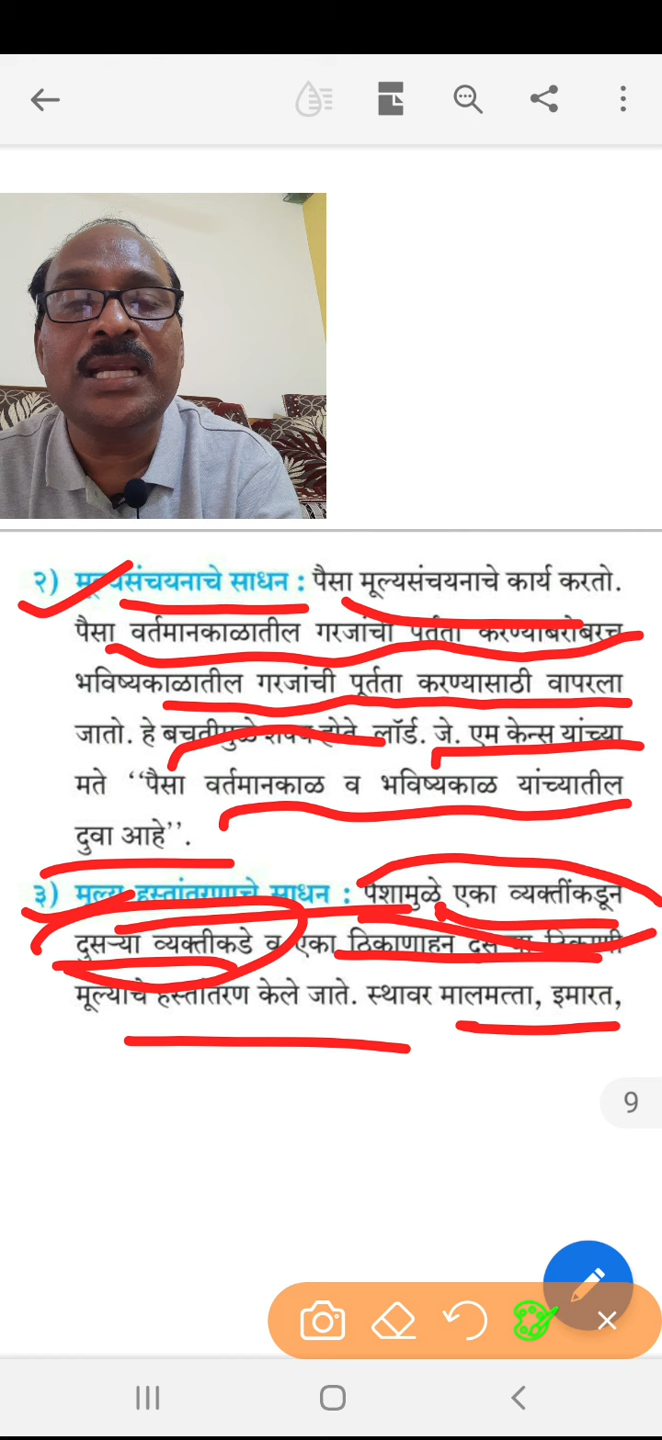 २) मूल्यसंचयनाचे साधन : पैसा मूल्यसंचयनाचे कार्य करतो.
पैसा वर्तमानकाळातील गरजांची पूर्तता करण्याबरोबरच
भविष्यकाळातील गरजांची पूर्तता करण्यासाठी वापरला
जातो. हे बचतीमुळे शक्य होते. लॉर्ड. जे. एम केन्स यांच्या
मते ‘‘पैसा वर्तमानकाळ व भविष्यकाळ यांच्यातील
दुवा आहे’’.
३) मूल्य हस्तांतरणाचे साधन : पैशामुळे एका व्यक्तींकडून
दुसऱ्या व्यक्तीकडे व एका ठिकाणाहून दुसऱ्या ठिकाणी
मूल्याचे हस्तांतरण केले जाते. स्थावर मालमत्ता, इमारत,
9